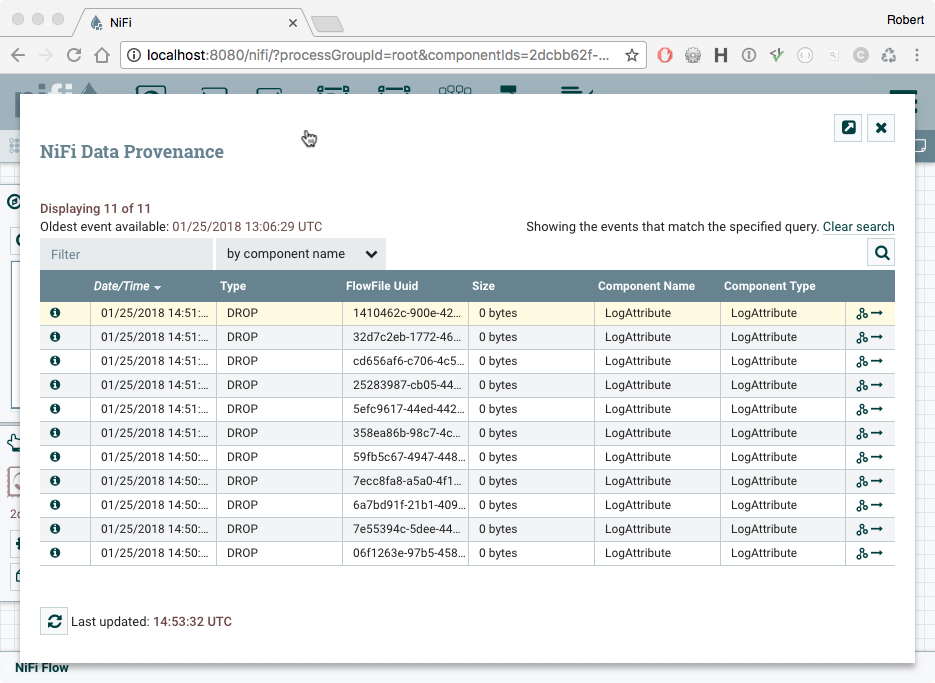 NiFi
Robert
localhost:8080/nifi/?processGroupId=root&componentIds=2dcbb62f-...
NiFi Data Provenance
Displaying 11 of 11
Oldest event available: 01/25/2018 13:06:29 UTC
Showing the events that match the specified query. Clear search
Filter
by component name
Date/Time Type FlowFile Uuid Size Component Name Component Type
01/25/2018 14:51:... DROP 1410462c-900e-42... 0 bytes LogAttribute LogAttribute
01/25/2018 14:51:... DROP 32d7c2eb-1772-46... 0 bytes LogAttribute LogAttribute
01/25/2018 14:51:... DROP cd656af6-c706-4c5... 0 bytes LogAttribute LogAttribute
01/25/2018 14:51:... DROP 25283987-cb05-44... 0 bytes LogAttribute LogAttribute
01/25/2018 14:51:... DROP 5efc9617-44ed-442... 0 bytes LogAttribute LogAttribute
01/25/2018 14:51:... DROP 358ea86b-98c7-4c... 0 bytes LogAttribute LogAttribute
01/25/2018 14:50:... DROP 59fb5c67-4947-448... 0 bytes LogAttribute LogAttribute
01/25/2018 14:50:... DROP 7ecc8fa8-a5a0-4f1... 0 bytes LogAttribute LogAttribute
01/25/2018 14:50:... DROP 6a7bd91f-21b1-409... 0 bytes LogAttribute LogAttribute
01/25/2018 14:50:... DROP 7e55394c-5dee-44... 0 bytes LogAttribute LogAttribute
01/25/2018 14:50:... DROP 06f1263e-97b5-458... 0 bytes LogAttribute LogAttribute
Last updated: 14:53:32 UTC
NiFi Flow